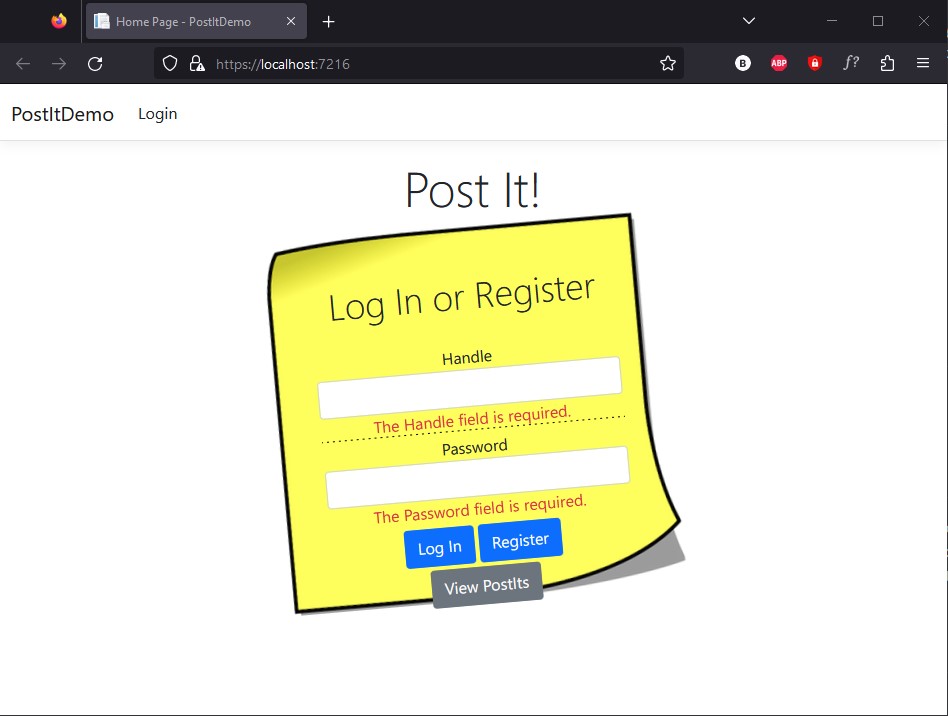 Home Page - PostItDemo
https://localhost:7216
B
ABP
f?
PostItDemo Login
Post It!
Log In or Register
Handle
The Handle field is required.
Password
The Password field is required.
Log In Register
View PostIts